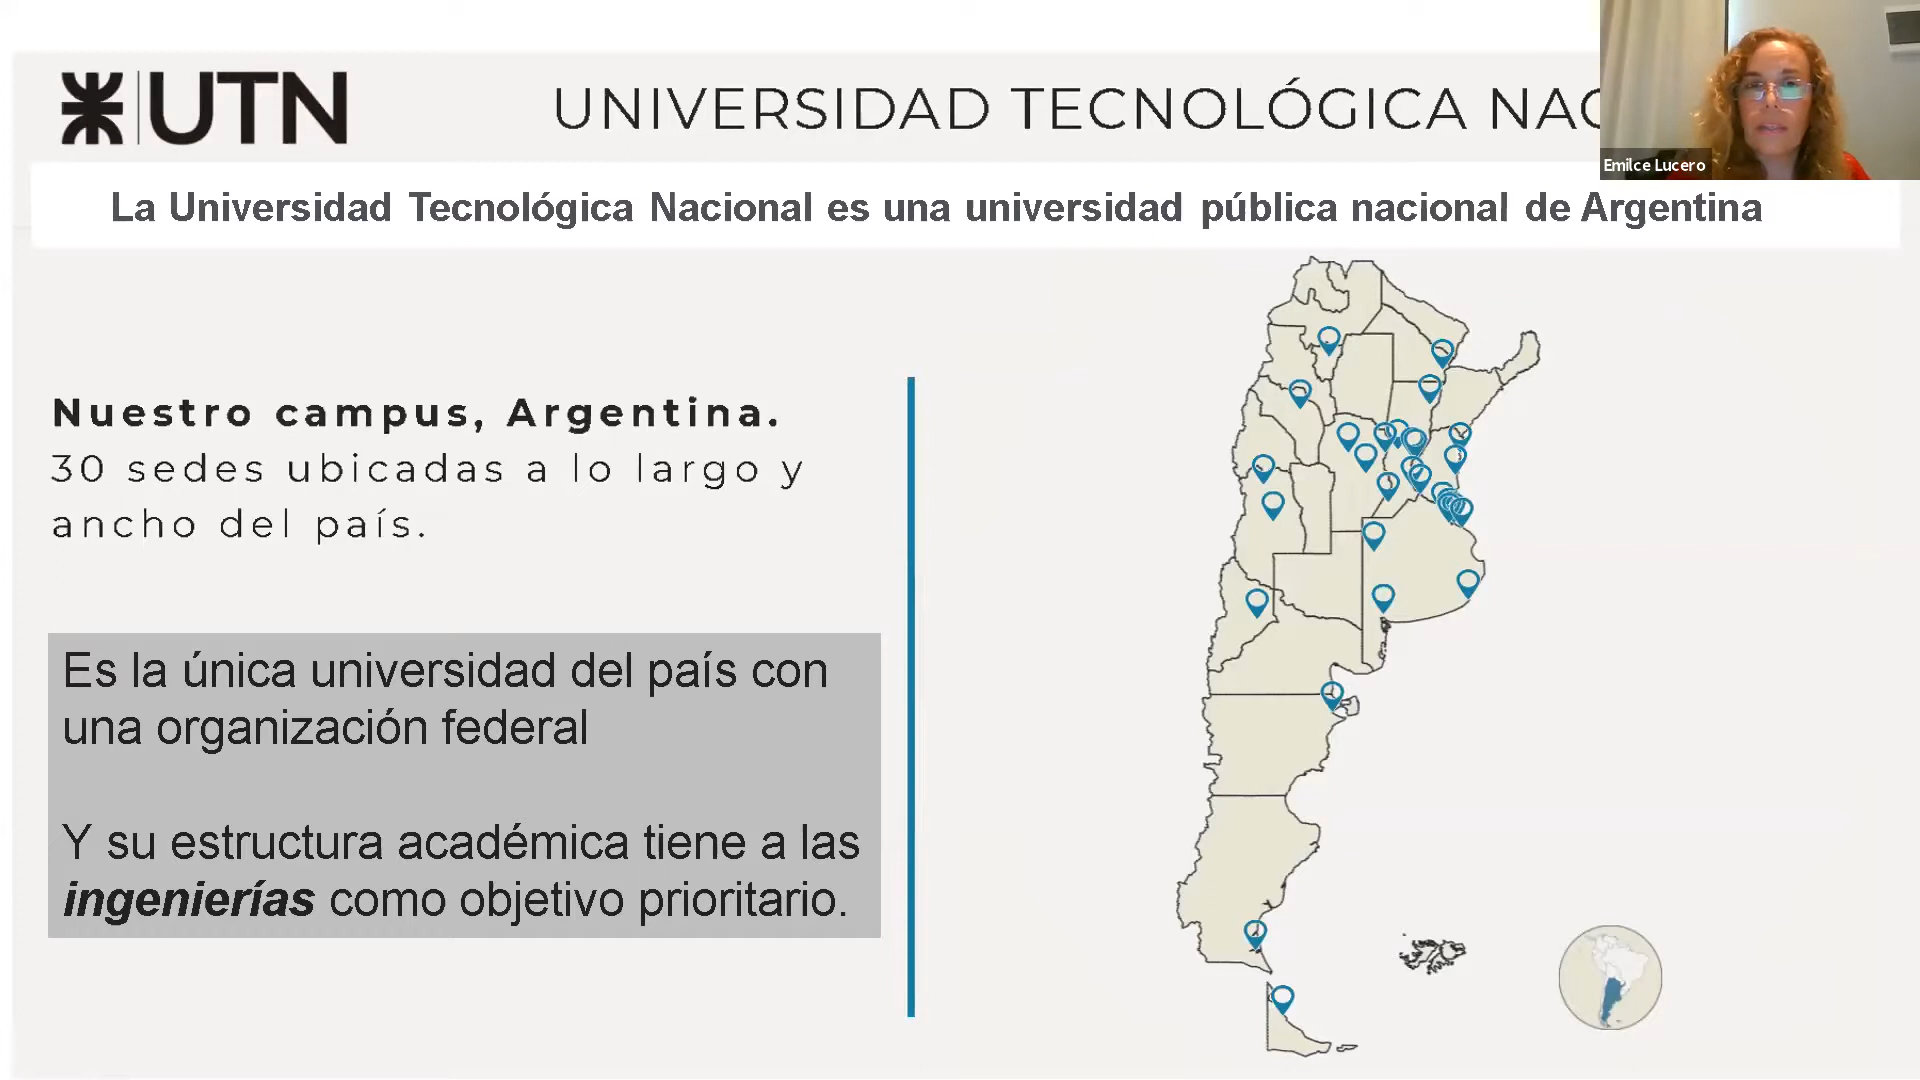 UTN
UNIVERSIDAD TECNOLÓGICA NAC
Emilce Lucero
La Universidad Tecnológica Nacional es una universidad pública nacional de Argentina
Nuestro campus, Argentina.
30 sedes ubicadas a lo largo y
ancho del país.
Es la única universidad del país con
una organización federal
Y su estructura académica tiene a las
ingenierías como objetivo prioritario.